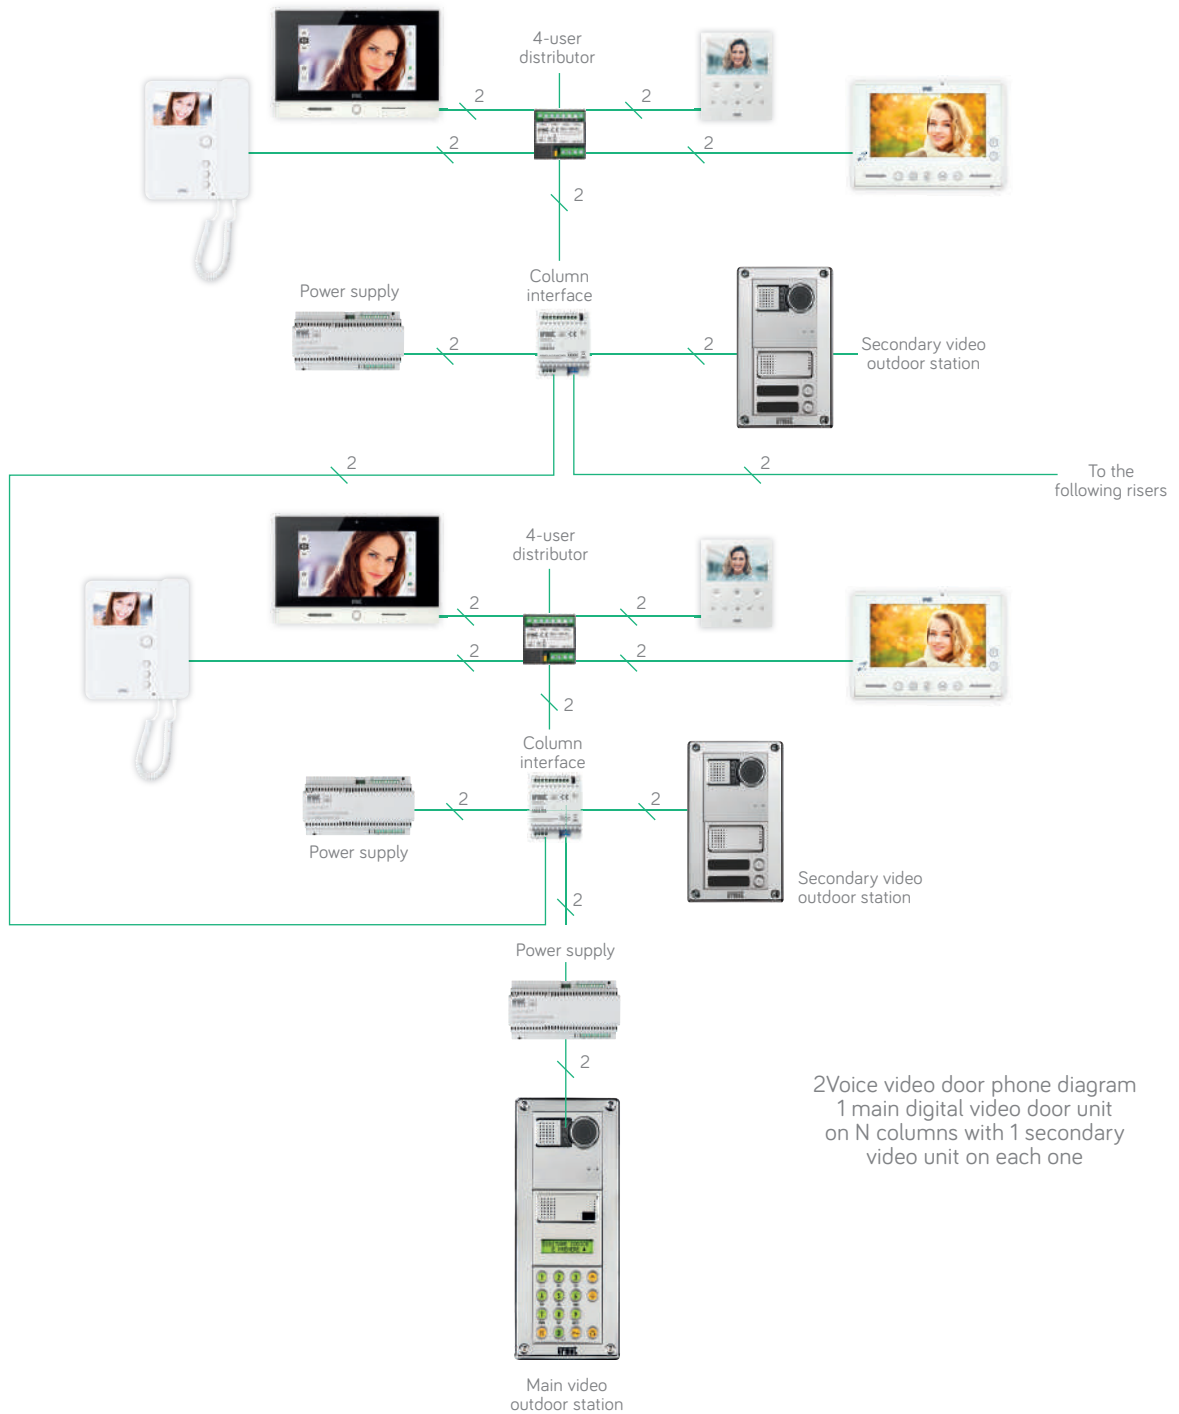 4-user
distributor
2
2
2
2
2
Column
interface
Power supply
2
2
Secondary video
outdoor station
2
2
To the
following risers
4-user
distributor
2
2
2
2
2
Column
interface
2
2
Power supply
Secondary video
outdoor station
2
Power supply
2
2Voice video door phone diagram
1 main digital video door unit
on N columns with 1 secondary
video unit on each one
Main video
outdoor station